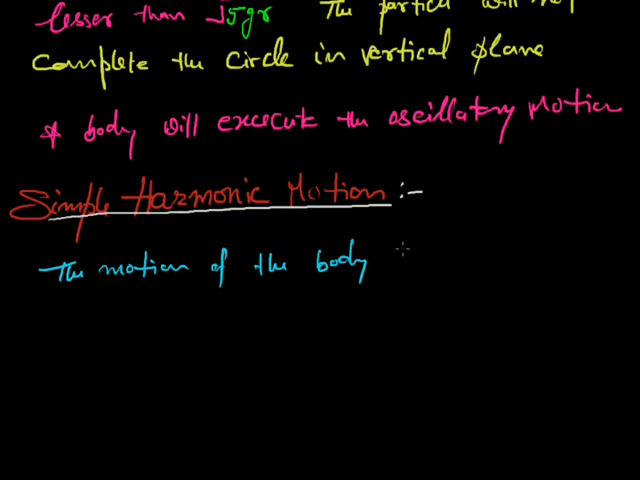 lesser than √5gr The particle will not
Complete the Circle in vertical plane
* body will execute the oscillatory Motion
Simple Harmonic Motion :-
The motion of the body